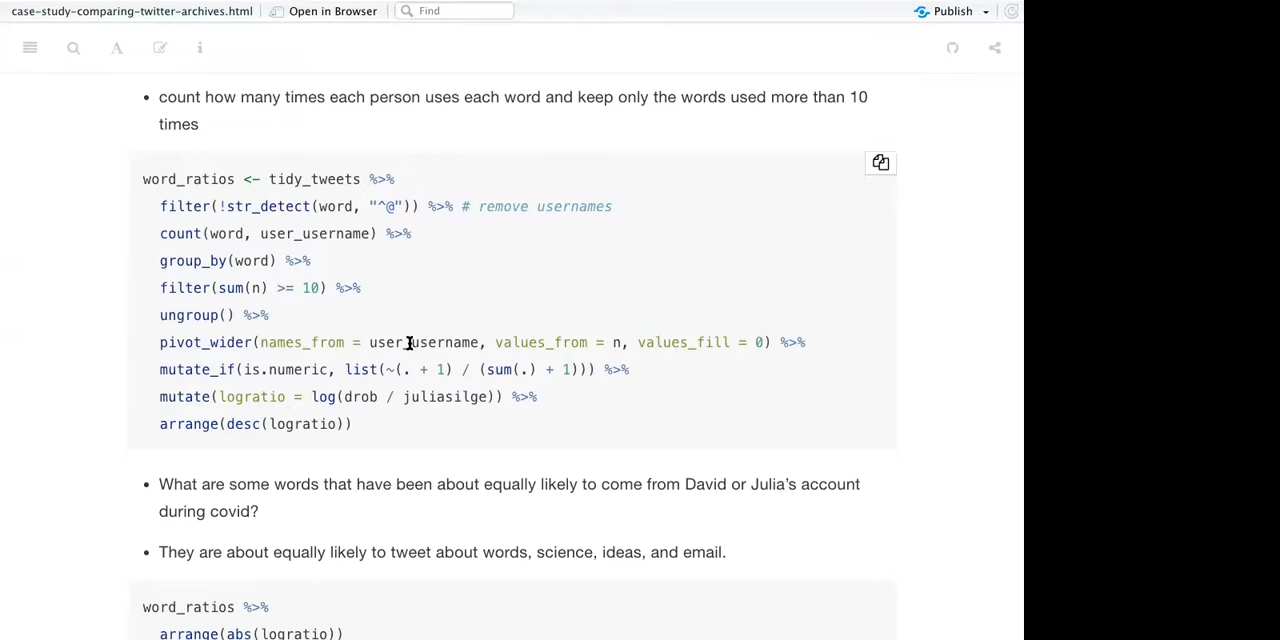 case-study-comparing-twitter-archives.html Open in Browser Find Publish
A i
• count how many times each person uses each word and keep only the words used more than 10
times
word_ratios <- tidy_tweets %>%
filter(!str_detect(word, "^@")) %>% # remove usernames
count(word, user_username) %>%
group_by(word) %>%
filter(sum(n) >= 10) %>%
ungroup() %>%
pivot_wider(names_from = user_username, values_from = n, values_fill = 0) %>%
mutate_if(is.numeric, list(~(. + 1) / (sum(.) + 1))) %>%
mutate(logratio = log(drob / juliasilge)) %>%
arrange(desc(logratio))
• What are some words that have been about equally likely to come from David or Julia’s account
during covid?
• They are about equally likely to tweet about words, science, ideas, and email.
word_ratios %>%
arrange(abs(logratio))